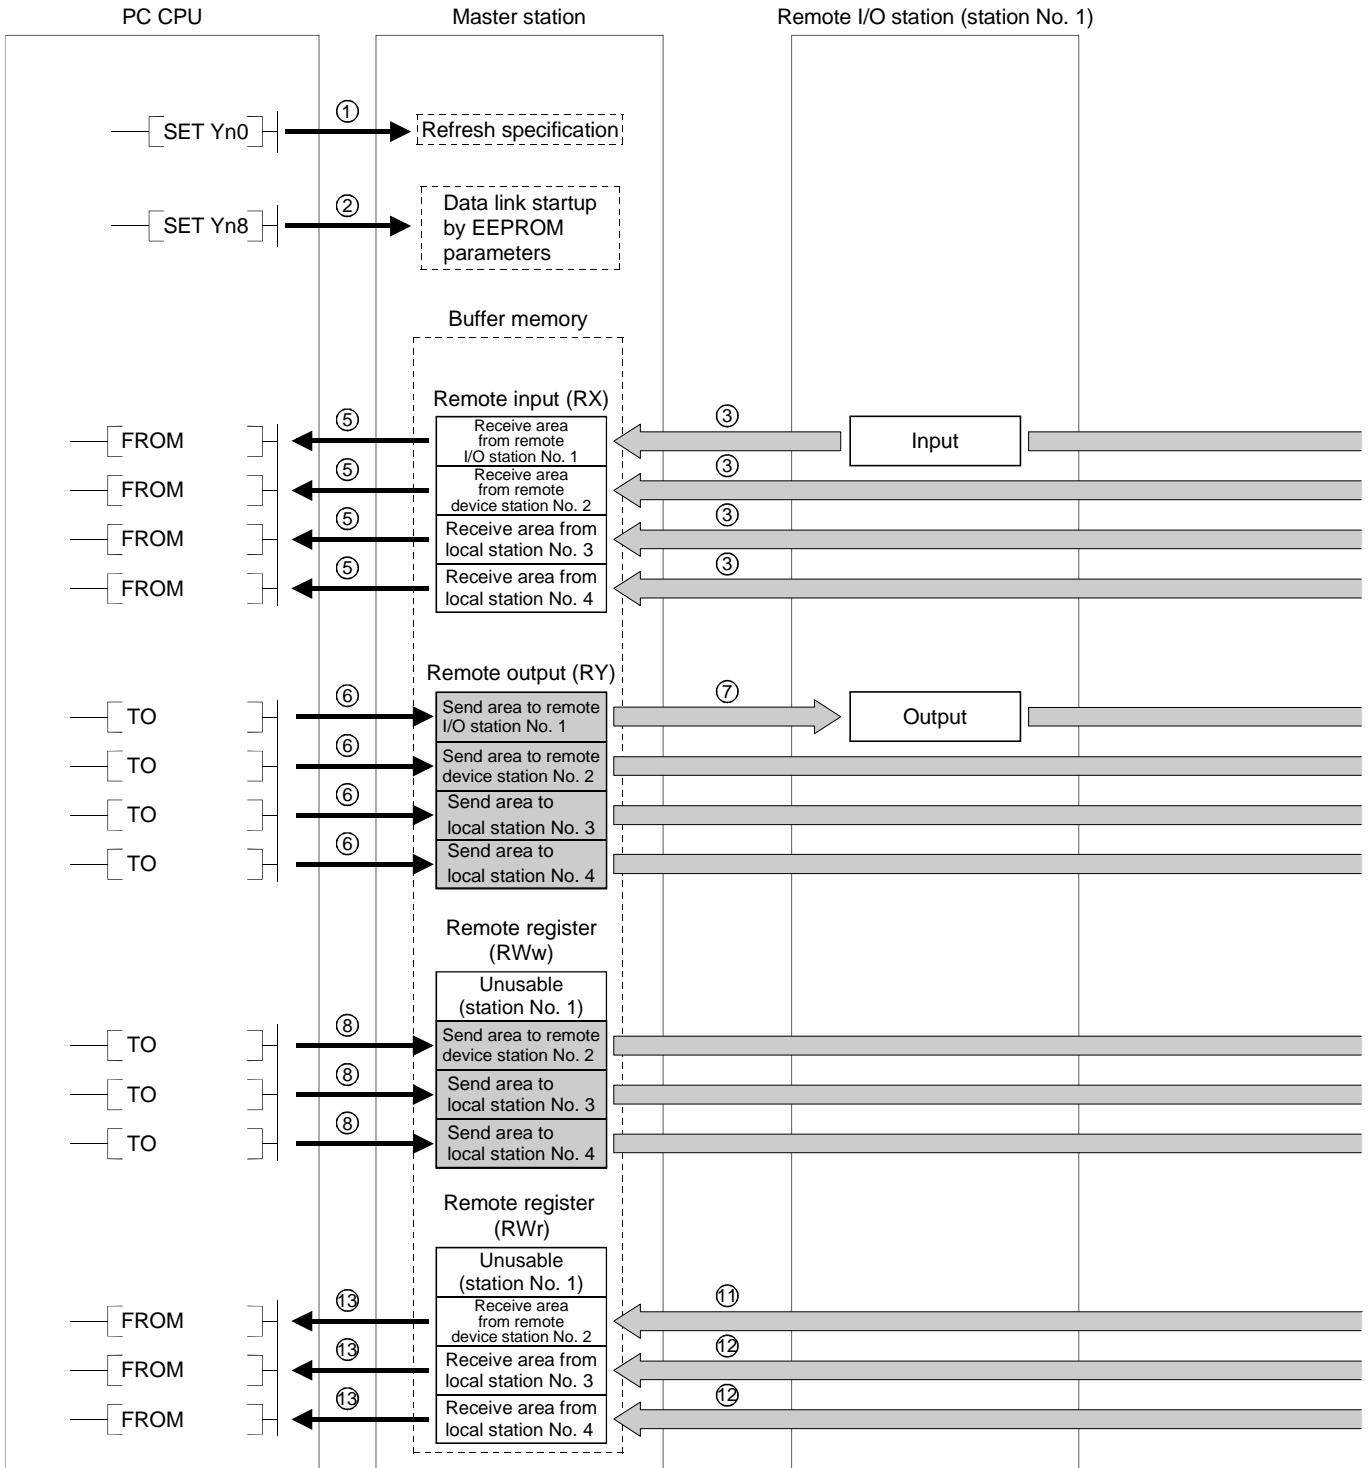 PC CPU
Master station
Remote I/O station (station No. 1)
SET Yn0
①
Refresh specification
SET Yn8
②
Data link startup
by EEPROM
parameters
Buffer memory
Remote input (RX)
FROM
⑤
Receive area
from remote
I/O station No. 1
③
Input
FROM
⑤
Receive area
from remote
device station No. 2
③
FROM
⑤
Receive area from
local station No. 3
③
FROM
⑤
Receive area from
local station No. 4
③
Remote output (RY)
TO
⑥
Send area to remote
I/O station No. 1
⑦
Output
TO
⑥
Send area to remote
device station No. 2
TO
⑥
Send area to
local station No. 3
TO
⑥
Send area to
local station No. 4
Remote register
(RWw)
Unusable
(station No. 1)
TO
⑧
Send area to remote
device station No. 2
TO
⑧
Send area to
local station No. 3
TO
⑧
Send area to
local station No. 4
Remote register
(RWr)
Unusable
(station No. 1)
FROM
⑬
Receive area
from remote
device station No. 2
⑪
FROM
⑬
Receive area from
local station No. 3
⑫
FROM
⑬
Receive area from
local station No. 4
⑫